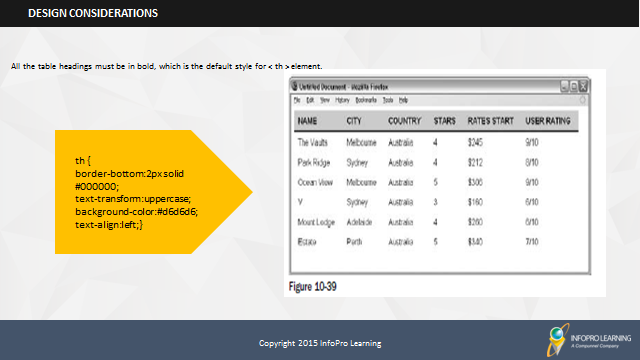 DESIGN CONSIDERATIONS
All the table headings must be in bold, which is the default style for < th > element.
th {
border-bottom:2px solid
#000000;
text-transform:uppercase;
background-color:#d6d6d6;
text-align:left;}
Untitled Document - Mozilla Firefox
File Edit View History Bookmarks Tools Help
NAME CITY COUNTRY STARS RATES START USER RATING
The Vaults Melbourne Australia 4 $245 9/10
Park Ridge Sydney Australia 4 $212 8/10
Ocean View Melbourne Australia 5 $306 9/10
V Sydney Australia 3 $160 6/10
Mount Lodge Adelaide Australia 4 $260 6/10
Estate Perth Australia 5 $340 7/10
Figure 10-39
Copyright 2015 InfoPro Learning
INFOPRO LEARNING
A Componnet Company